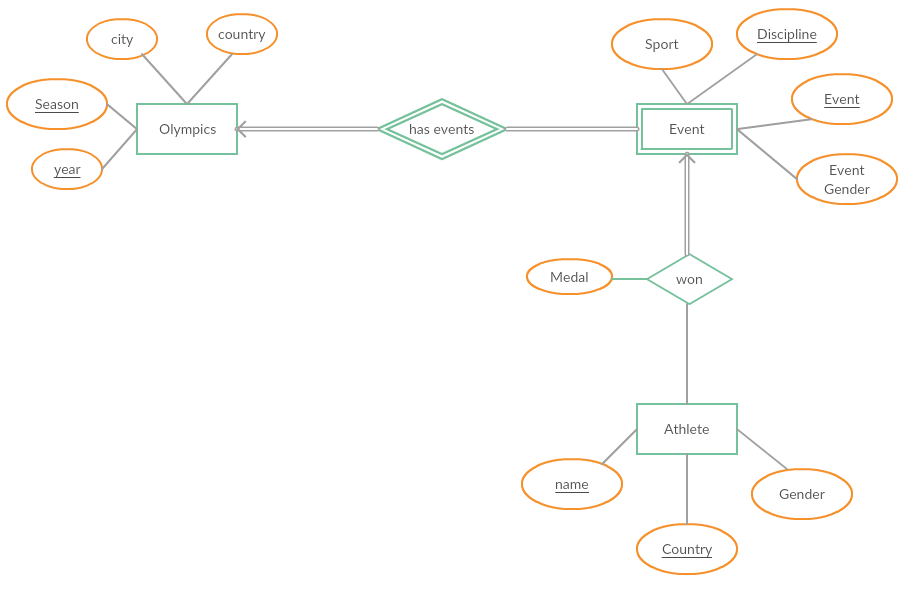 city
country
Sport
Discipline
Season
Event
Olympics
has events
Event
year
Event
Gender
Medal
won
Athlete
name
Gender
Country